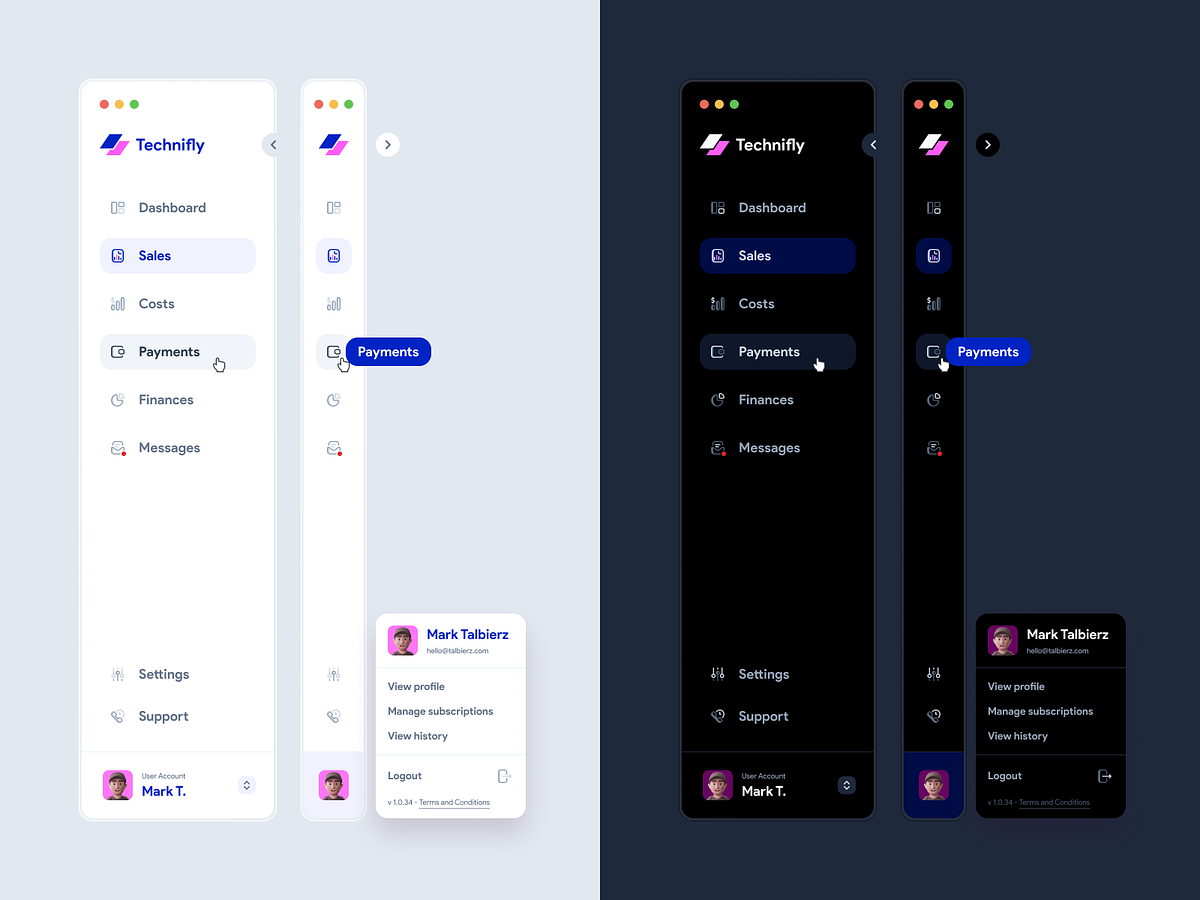 Technifly
Dashboard
Sales
Costs
Payments
Finances
Messages
Settings
Support
User Account
Mark T.
Payments
Mark Talbierz
hello@talbierz.com
View profile
Manage subscriptions
View history
Logout
v 1.0.34 - Terms and Conditions
Technifly
Dashboard
Sales
Costs
Payments
Finances
Messages
Settings
Support
User Account
Mark T.
Payments
Mark Talbierz
hello@talbierz.com
View profile
Manage subscriptions
View history
Logout
v 1.0.34 - Terms and Conditions